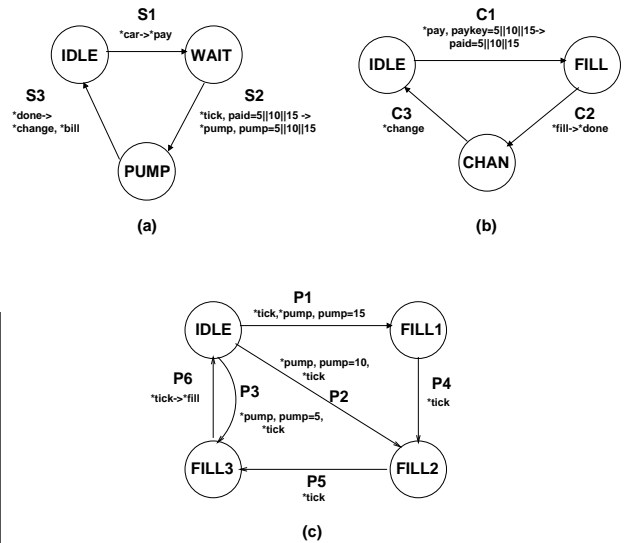 S1
*car->*pay
IDLE
WAIT
S3
*done->
*change, *bill
S2
*tick, paid=5||10||15 ->
*pump, pump=5||10||15
PUMP
(a)
C1
*pay, paykey=5||10||15->
paid=5||10||15
IDLE
FILL
C3
*change
C2
*fill->*done
CHAN
(b)
P1
*tick,*pump, pump=15
IDLE
FILL1
*pump, pump=10,
*tick
P2
P6
*tick->*fill
P3
*pump, pump=5,
*tick
P4
*tick
FILL3
FILL2
P5
*tick
(c)